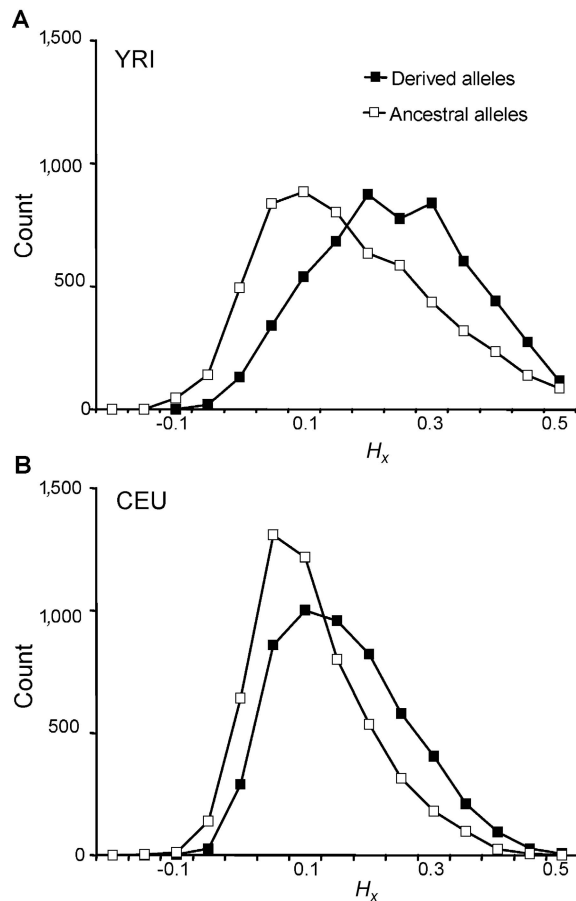 A
1,500
YRI
Derived alleles
Ancestral alleles
1,000
Count
500
0
-0.1 0.1 0.3 0.5
Hx
B
1,500
CEU
1,000
Count
500
0
-0.1 0.1 0.3 0.5
Hx